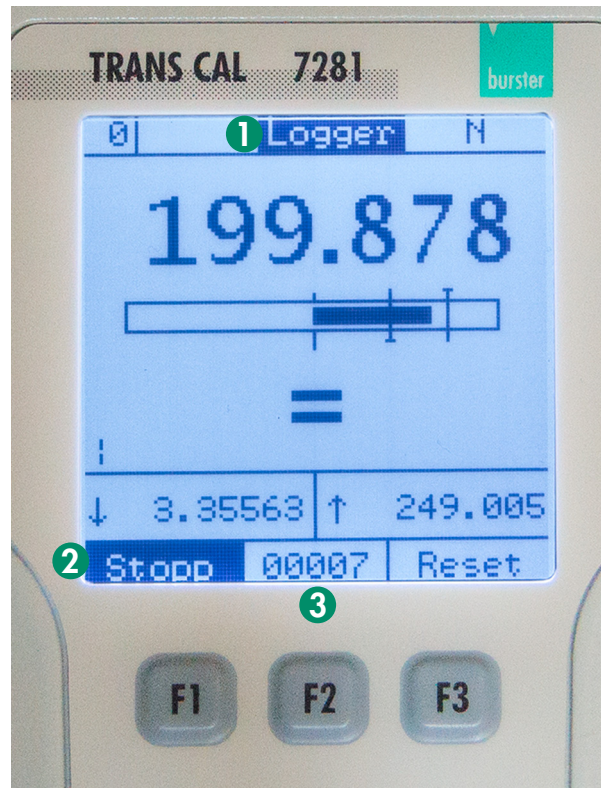 TRANS CAL 7281
burster
0 1 Logger N
199.878
=
↓ 3.35563 ↑ 249.005
2 Stopp 00007 Reset
3
F1 F2 F3